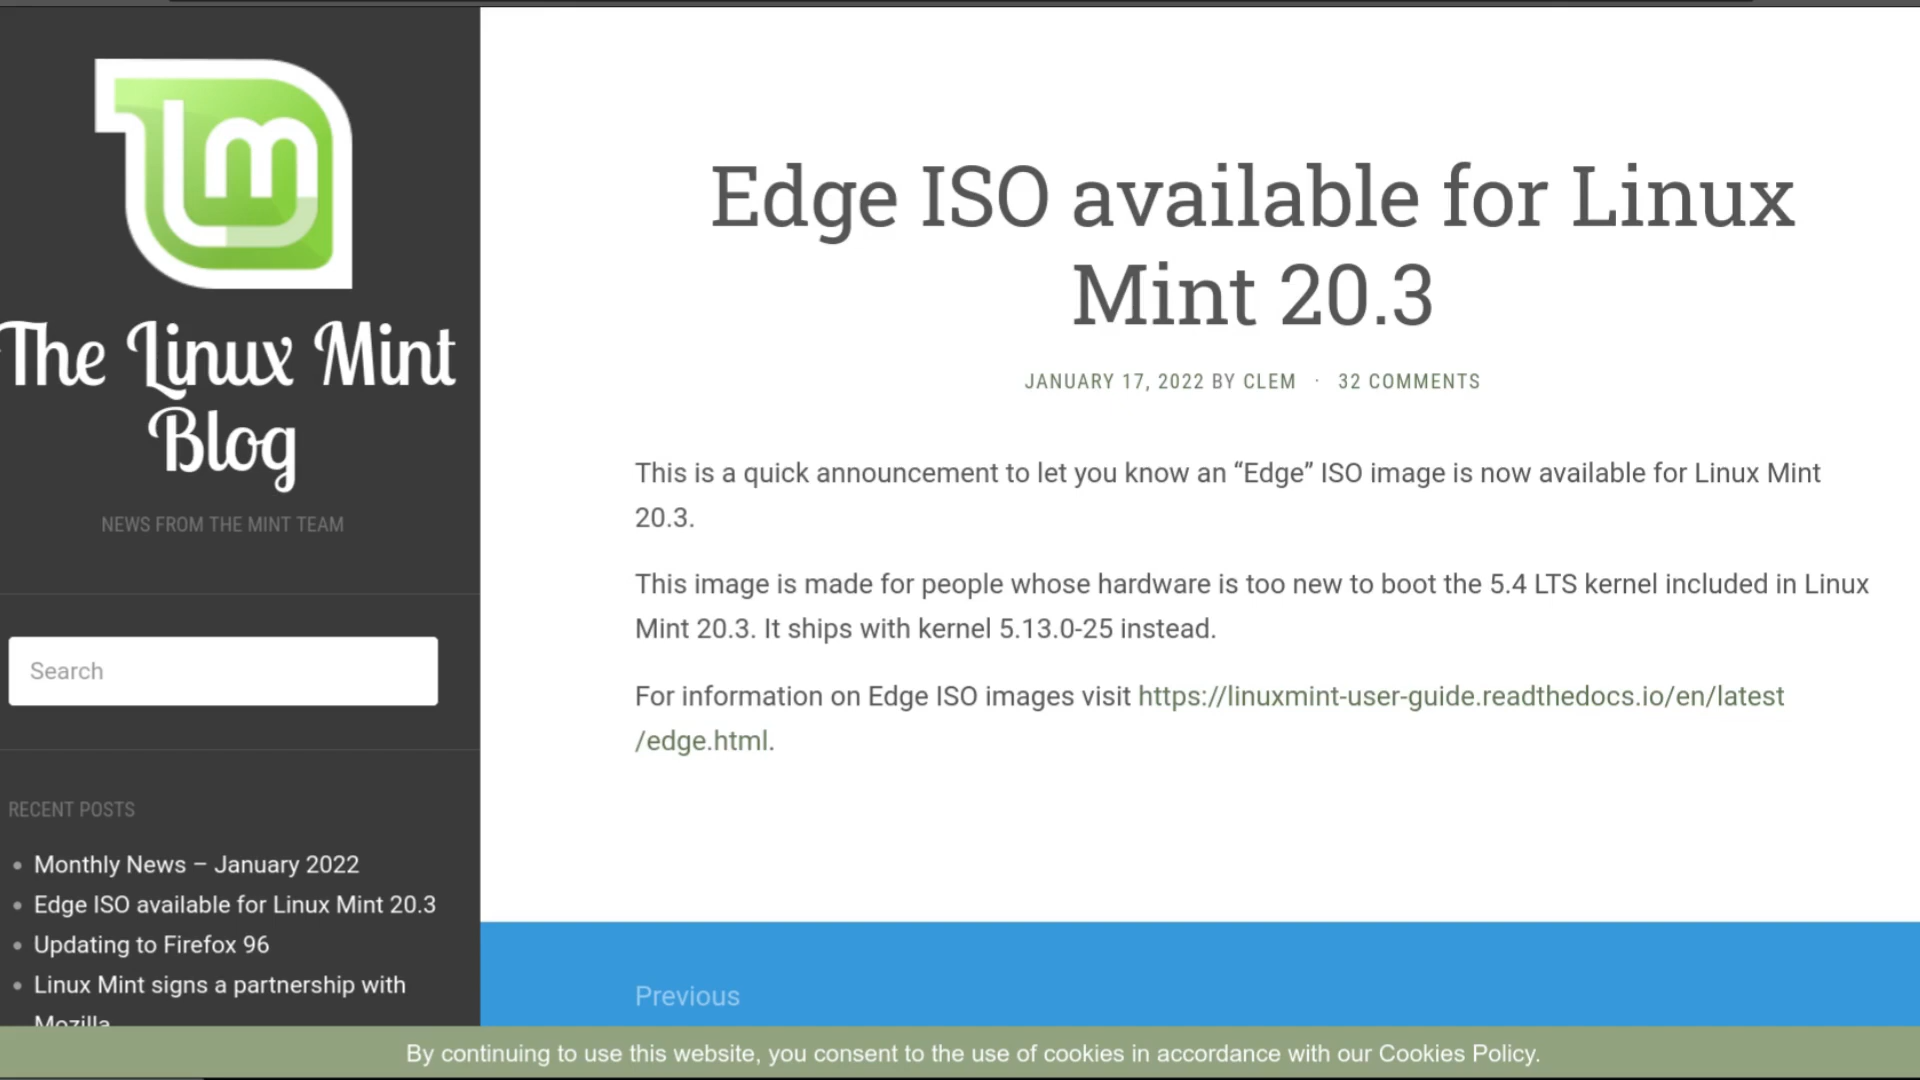 lm
The Linux Mint
Blog
NEWS FROM THE MINT TEAM
Search
RECENT POSTS
Monthly News – January 2022
Edge ISO available for Linux Mint 20.3
Updating to Firefox 96
Linux Mint signs a partnership with
Mozilla
Edge ISO available for Linux
Mint 20.3
JANUARY 17, 2022 BY CLEM · 32 COMMENTS
This is a quick announcement to let you know an “Edge” ISO image is now available for Linux Mint
20.3.
This image is made for people whose hardware is too new to boot the 5.4 LTS kernel included in Linux
Mint 20.3. It ships with kernel 5.13.0-25 instead.
For information on Edge ISO images visit https://linuxmint-user-guide.readthedocs.io/en/latest
/edge.html.
Previous
By continuing to use this website, you consent to the use of cookies in accordance with our Cookies Policy.